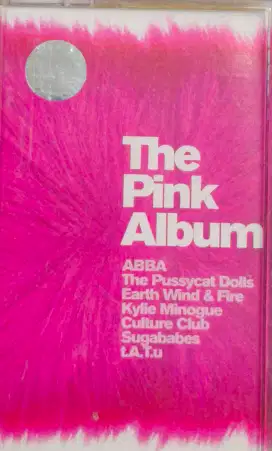 The
Pink
Album
ABBA
The Pussycat Dolls
Earth Wind & Fire
Kylie Minogue
Culture Club
Sugababes
t.A.T.u